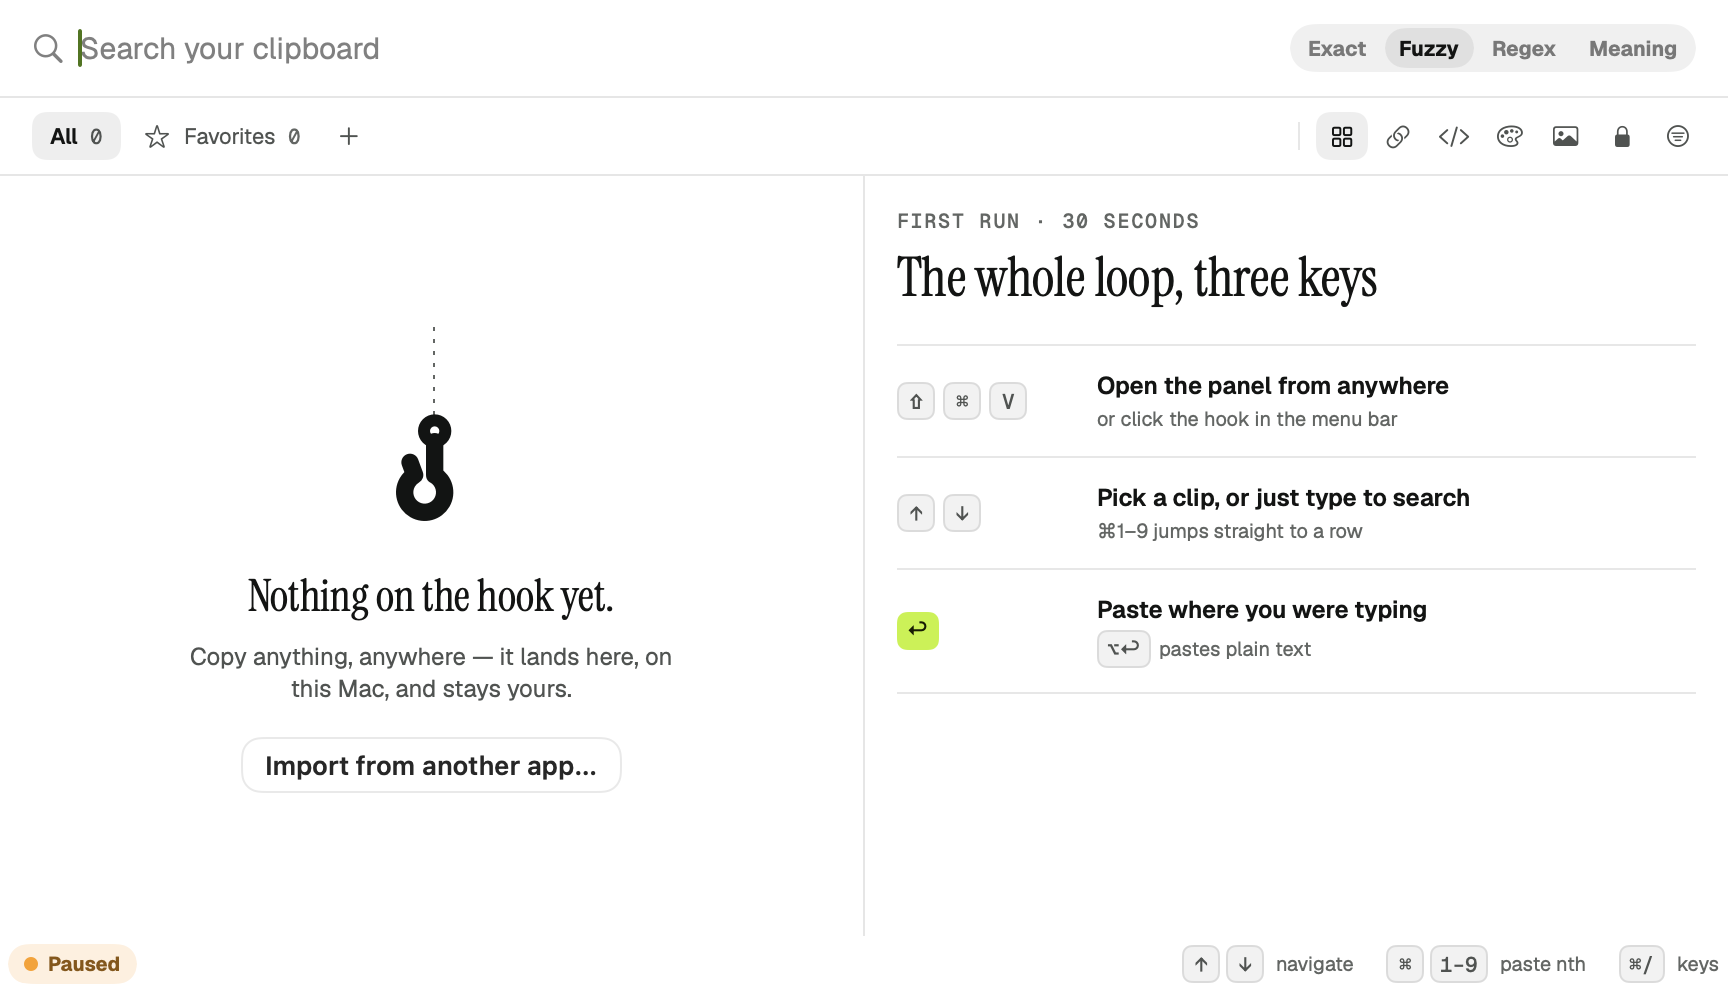 Search your clipboard
Exact Fuzzy Regex Meaning
All 0 Favorites 0 +
Nothing on the hook yet.
Copy anything, anywhere — it lands here, on
this Mac, and stays yours.
Import from another app...
FIRST RUN · 30 SECONDS
The whole loop, three keys
⇧ ⌘ V
Open the panel from anywhere
or click the hook in the menu bar
↑ ↓
Pick a clip, or just type to search
⌘1–9 jumps straight to a row
↩
Paste where you were typing
⌥↩ pastes plain text
Paused
↑ ↓ navigate ⌘ 1-9 paste nth ⌘/ keys